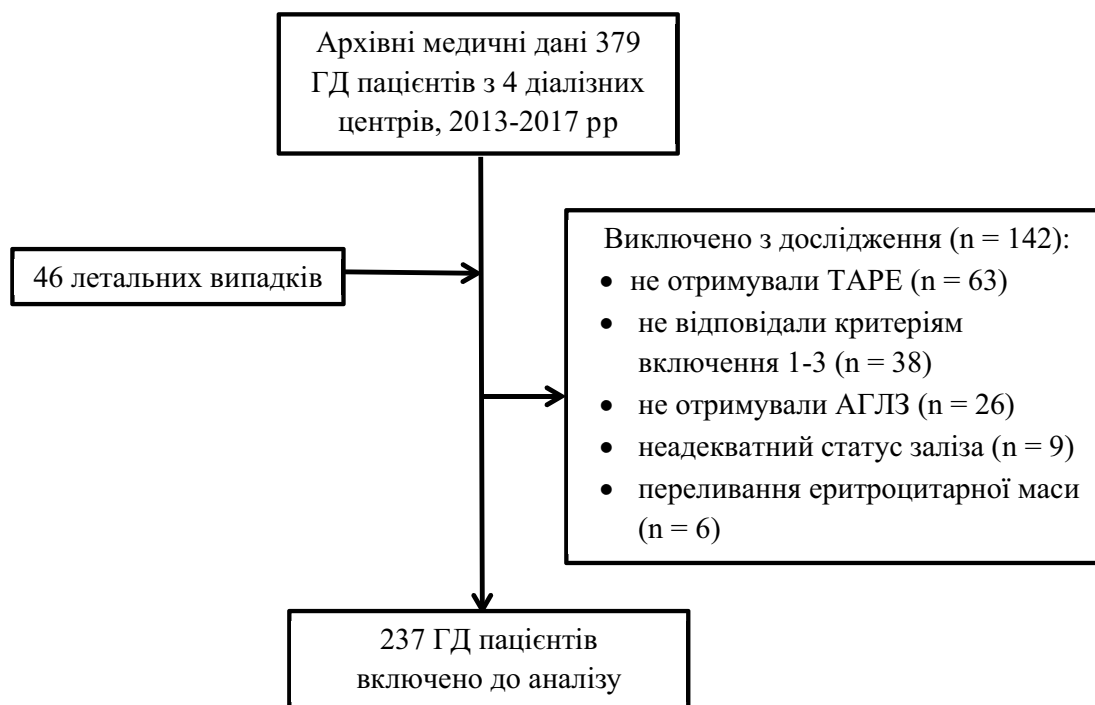 Архівні медичні дані 379
ГД пацієнтів з 4 діалізних
центрів, 2013-2017 рр
46 летальних випадків
Виключено з дослідження (n = 142):
• не отримували ТАРЕ (n = 63)
• не відповідали критеріям
включення 1-3 (n = 38)
• не отримували АГЛЗ (n = 26)
• неадекватний статус заліза (n = 9)
• переливання еритроцитарної маси
(n = 6)
237 ГД пацієнтів
включено до аналізу